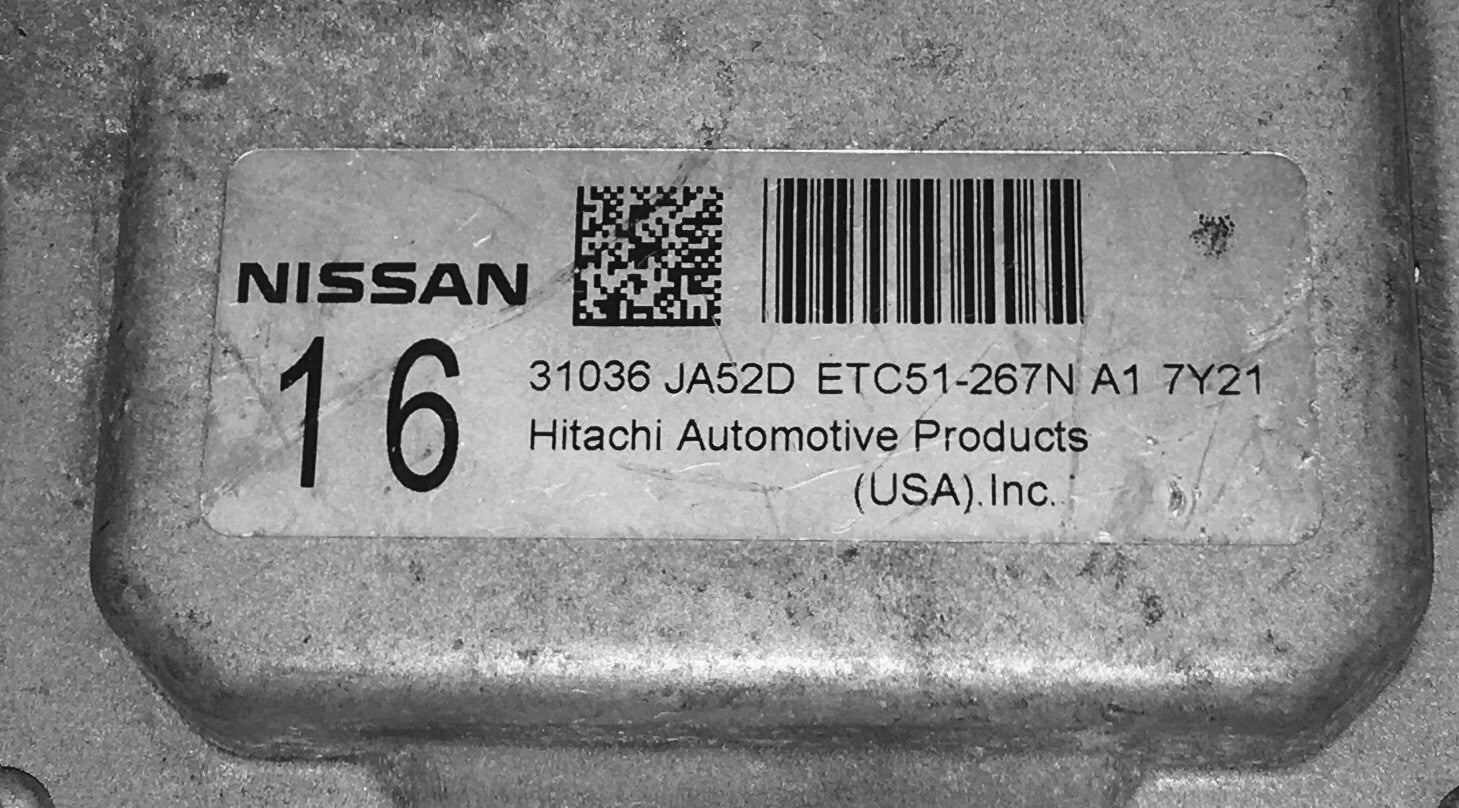 NISSAN
16
31036 JA52D ETC51-267N A1 7Y21
Hitachi Automotive Products
(USA),Inc.